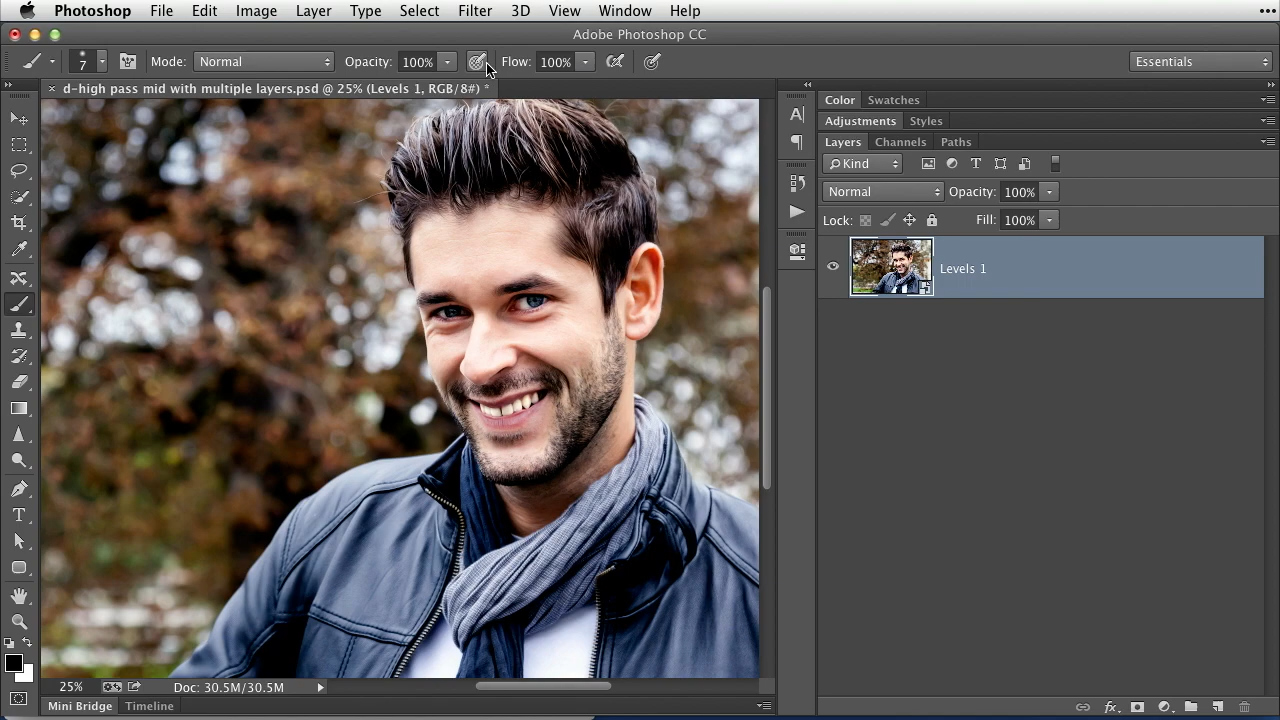 Photoshop File Edit Image Layer Type Select Filter 3D View Window Help
Adobe Photoshop CC
7 Mode: Normal Opacity: 100% Flow: 100% Essentials
× d-high pass mid with multiple layers.psd @ 25% (Levels 1, RGB/8#) *
Color Swatches
Adjustments Styles
Layers Channels Paths
Kind
Normal Opacity: 100%
Lock: Fill: 100%
Levels 1
25% Doc: 30.5M/30.5M
Mini Bridge Timeline